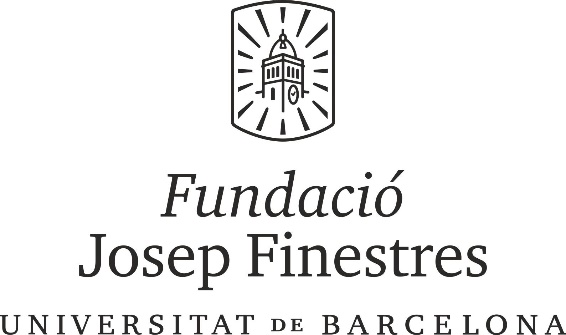 Fundació
Josep Finestres
UNIVERSITAT DE BARCELONA